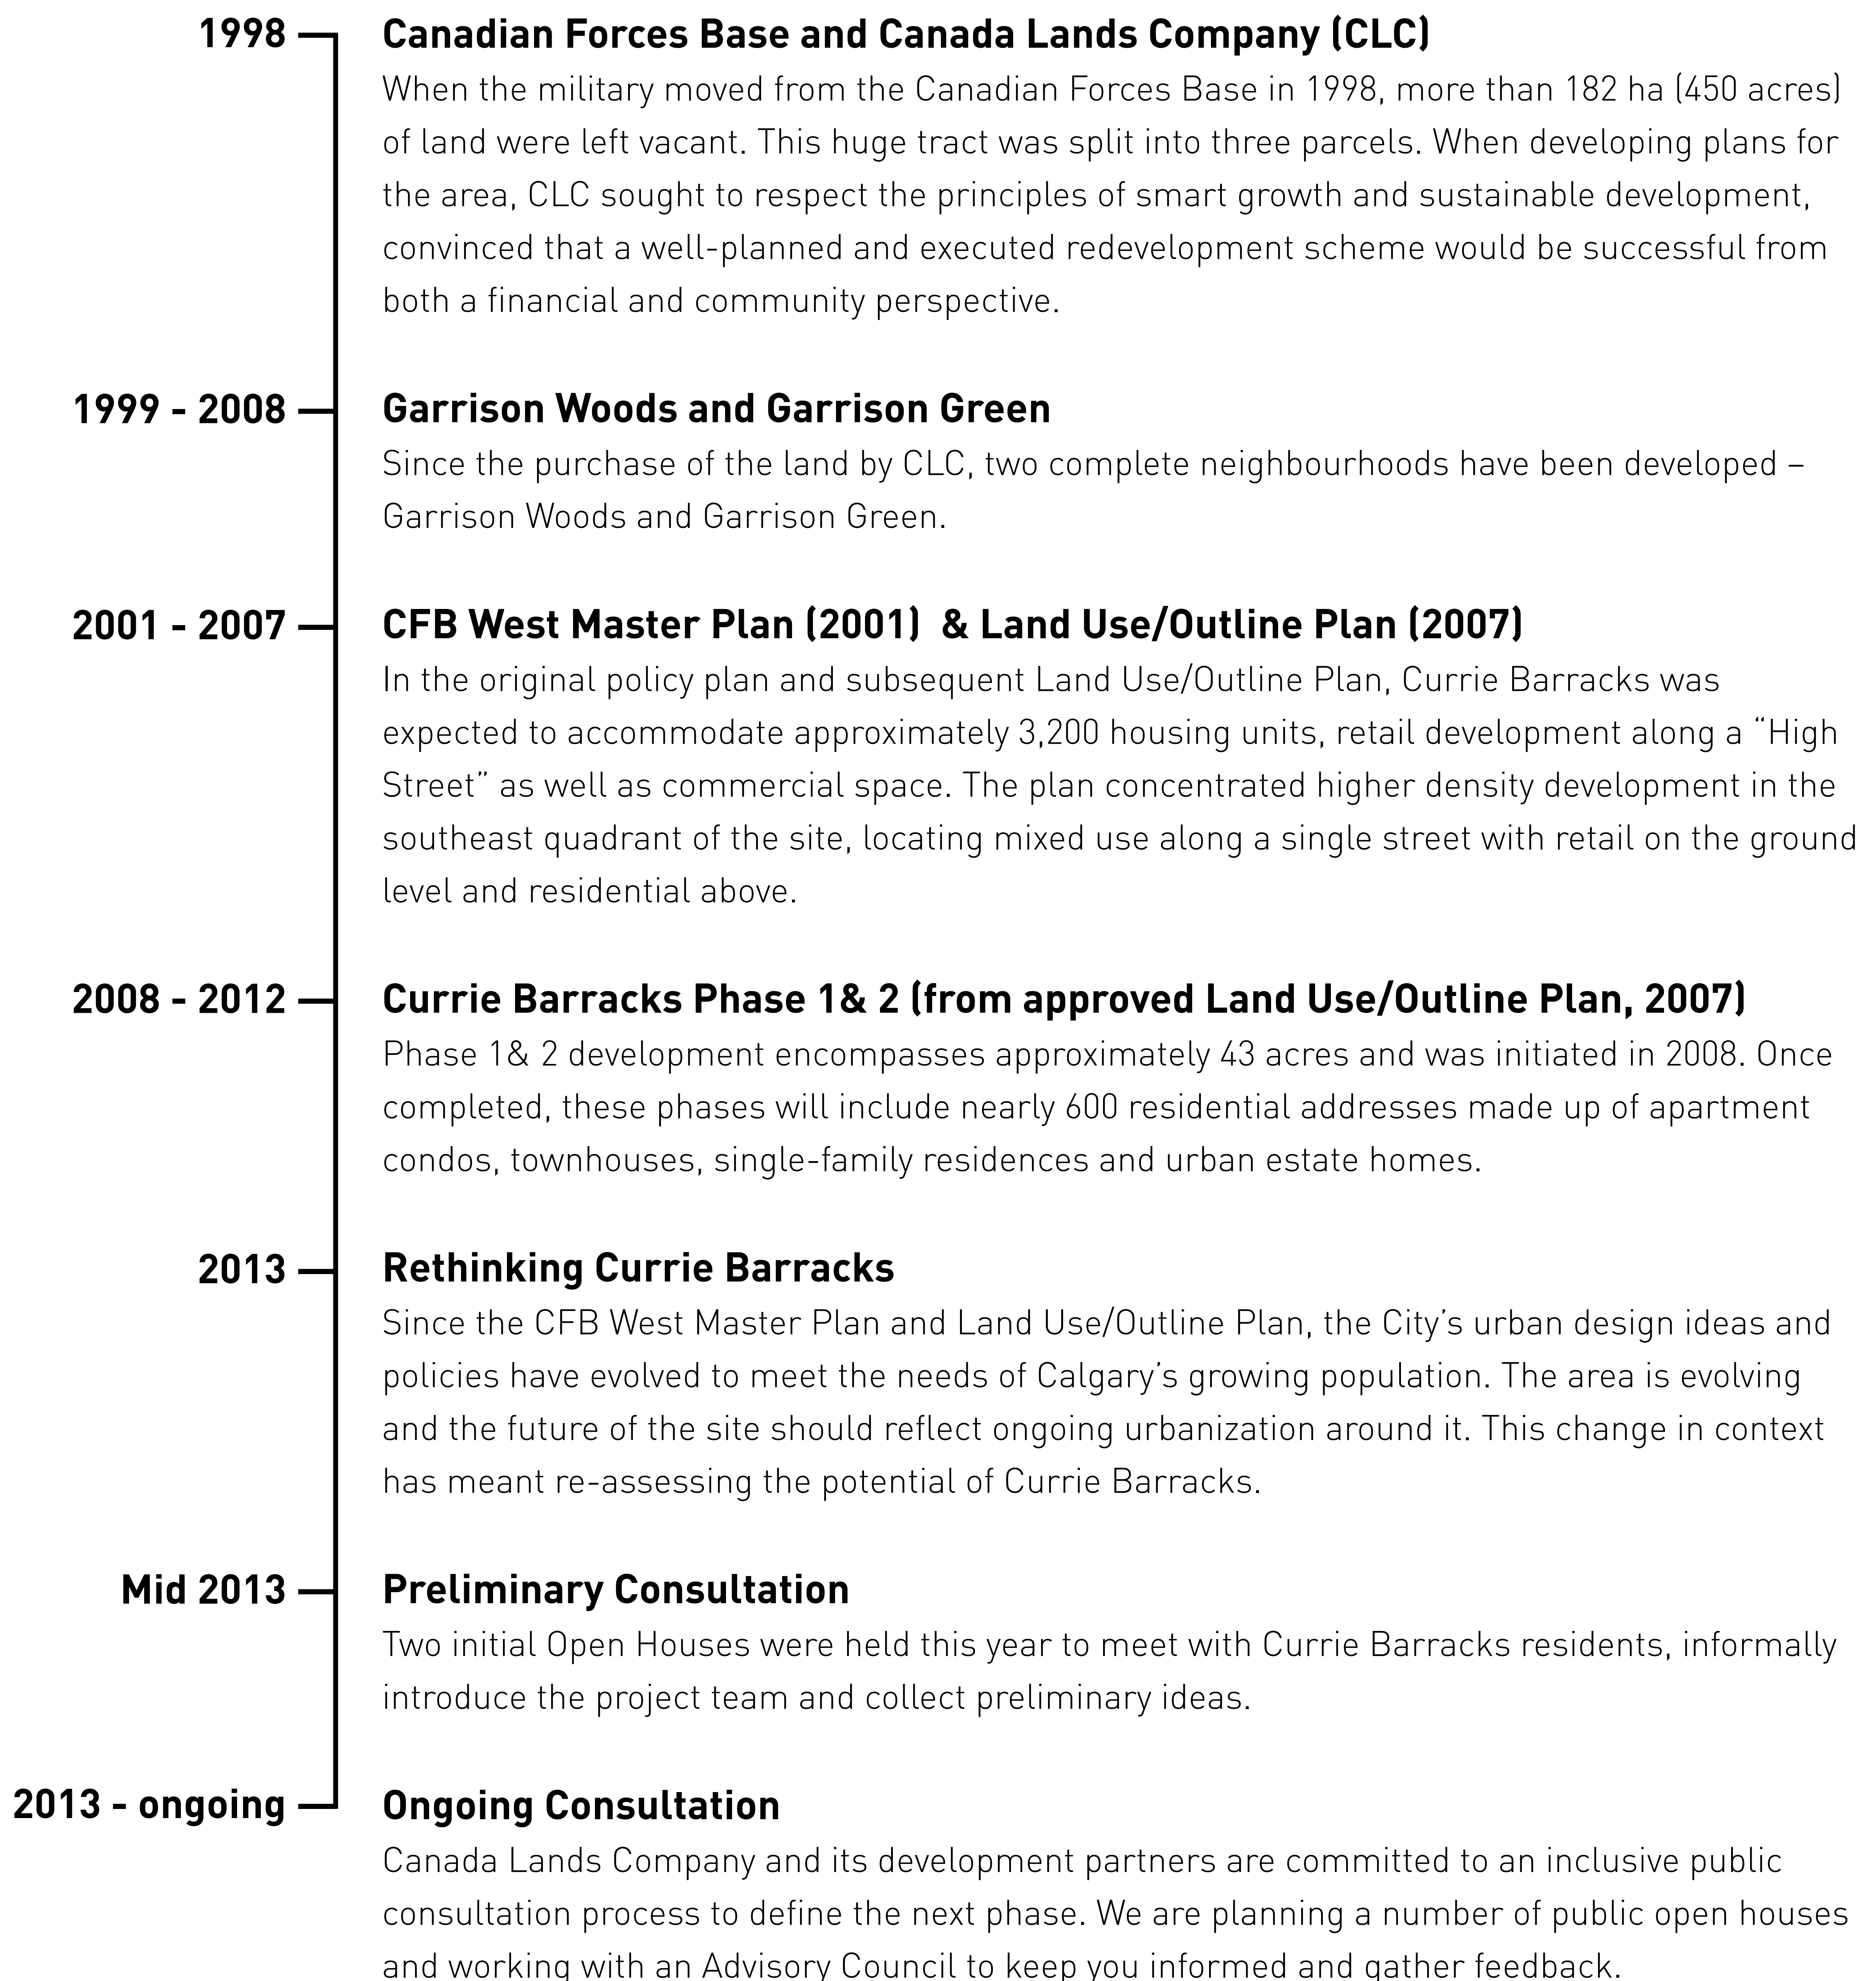 1998
Canadian Forces Base and Canada Lands Company (CLC)
When the military moved from the Canadian Forces Base in 1998, more than 182 ha (450 acres)
of land were left vacant. This huge tract was split into three parcels. When developing plans for
the area, CLC sought to respect the principles of smart growth and sustainable development,
convinced that a well-planned and executed redevelopment scheme would be successful from
both a financial and community perspective.
1999 - 2008
Garrison Woods and Garrison Green
Since the purchase of the land by CLC, two complete neighbourhoods have been developed –
Garrison Woods and Garrison Green.
2001 - 2007
CFB West Master Plan (2001)  & Land Use/Outline Plan (2007)
In the original policy plan and subsequent Land Use/Outline Plan, Currie Barracks was
expected to accommodate approximately 3,200 housing units, retail development along a “High
Street” as well as commercial space. The plan concentrated higher density development in the
southeast quadrant of the site, locating mixed use along a single street with retail on the ground
level and residential above.
2008 - 2012
Currie Barracks Phase 1& 2 (from approved Land Use/Outline Plan, 2007)
Phase 1& 2 development encompasses approximately 43 acres and was initiated in 2008. Once
completed, these phases will include nearly 600 residential addresses made up of apartment
condos, townhouses, single-family residences and urban estate homes.
2013
Rethinking Currie Barracks
Since the CFB West Master Plan and Land Use/Outline Plan, the City’s urban design ideas and
policies have evolved to meet the needs of Calgary’s growing population. The area is evolving
and the future of the site should reflect ongoing urbanization around it. This change in context
has meant re-assessing the potential of Currie Barracks.
Mid 2013
Preliminary Consultation
Two initial Open Houses were held this year to meet with Currie Barracks residents, informally
introduce the project team and collect preliminary ideas.
2013 - ongoing
Ongoing Consultation
Canada Lands Company and its development partners are committed to an inclusive public
consultation process to define the next phase. We are planning a number of public open houses
and working with an Advisory Council to keep you informed and gather feedback.